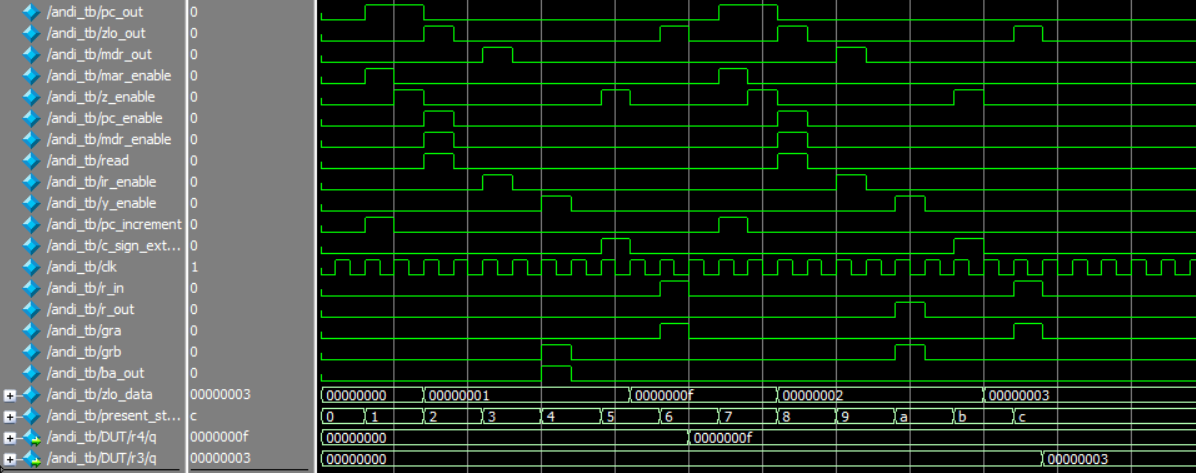 /andi_tb/pc_out 0
/andi_tb/zlo_out 0
/andi_tb/mdr_out 0
/andi_tb/mar_enable 0
/andi_tb/z_enable 0
/andi_tb/pc_enable 0
/andi_tb/mdr_enable 0
/andi_tb/read 0
/andi_tb/ir_enable 0
/andi_tb/y_enable 0
/andi_tb/pc_increment 0
/andi_tb/c_sign_ext... 0
/andi_tb/clk 1
/andi_tb/r_in 0
/andi_tb/r_out 0
/andi_tb/gra 0
/andi_tb/grb 0
/andi_tb/ba_out 0
/andi_tb/zlo_data 00000003 00000000 00000001 0000000f 00000002 00000003
/andi_tb/present_st... c 0 1 2 3 4 5 6 7 8 9 a b c
/andi_tb/DUT/r4/q 0000000f 00000000 0000000f
/andi_tb/DUT/r3/q 00000003 00000000 00000003